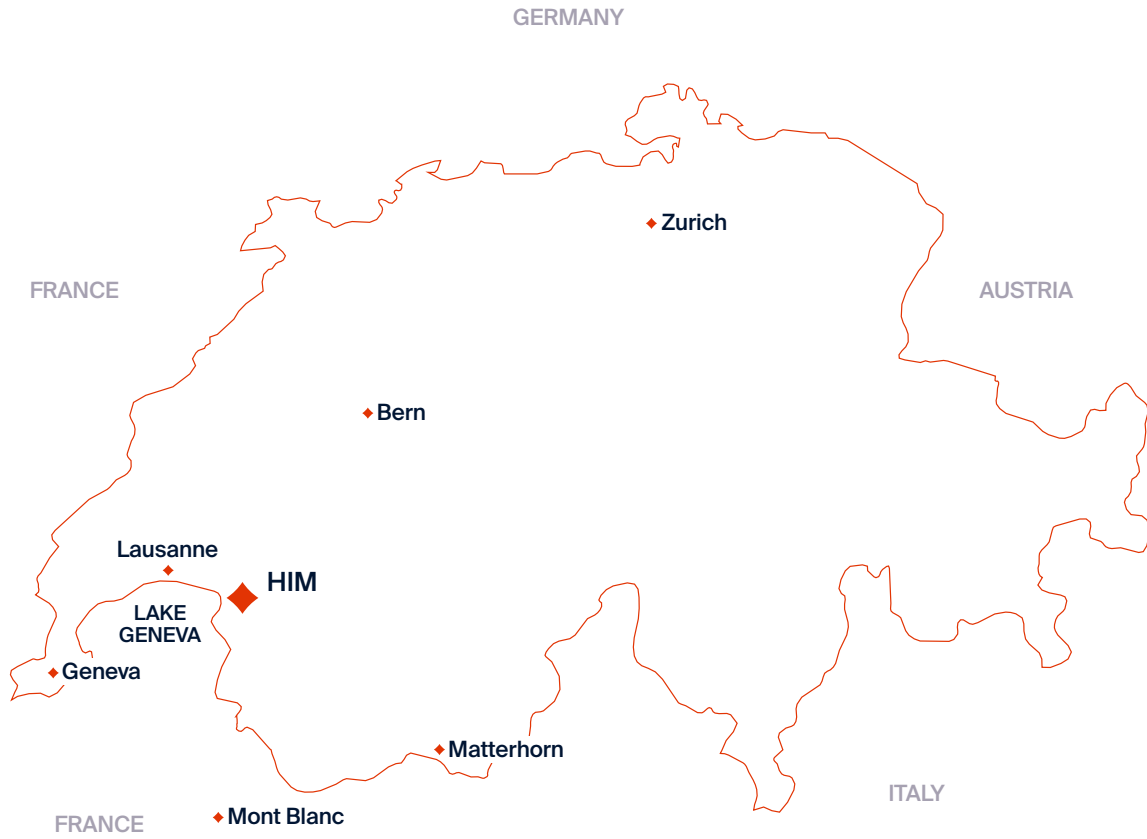 GERMANY
Zurich
FRANCE
AUSTRIA
Bern
Lausanne
HIM
LAKE
GENEVA
Geneva
Matterhorn
ITALY
Mont Blanc
FRANCE